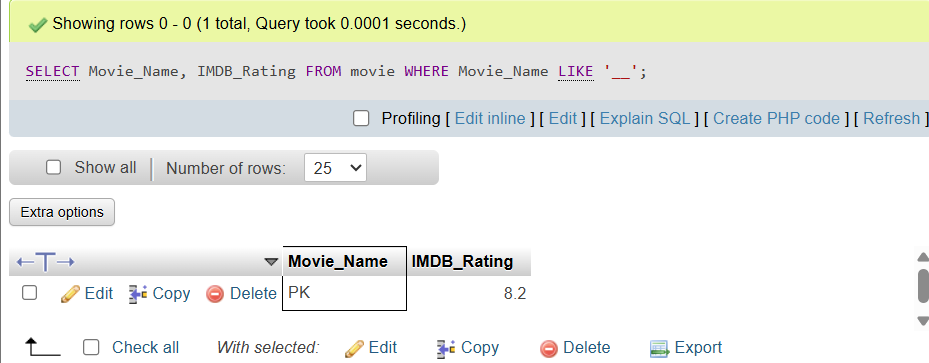 Showing rows 0 - 0 (1 total, Query took 0.0001 seconds.)
SELECT Movie_Name, IMDB_Rating FROM movie WHERE Movie_Name LIKE '__';
Profiling [ Edit inline ] [ Edit ] [ Explain SQL ] [ Create PHP code ] [ Refresh ]
Show all Number of rows: 25
Extra options
Movie_Name IMDB_Rating
Edit Copy Delete PK 8.2
Check all With selected: Edit Copy Delete Export